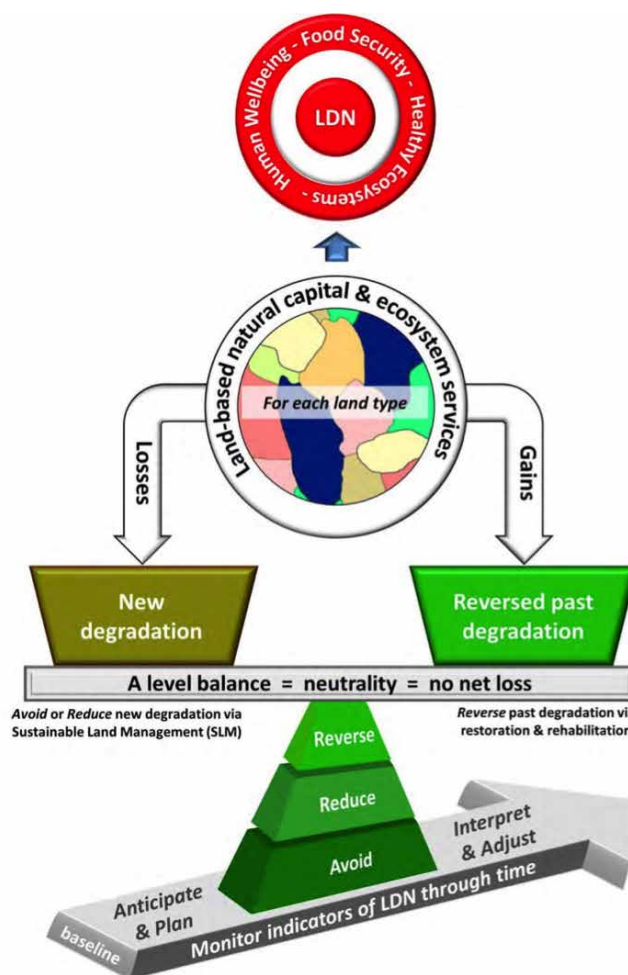 Human Wellbeing - Food Security - Healthy Ecosystems -
LDN
Land-based natural capital & ecosystem services
For each land type
Losses
Gains
New
degradation
Reversed past
degradation
A level balance = neutrality = no net loss
Avoid or Reduce new degradation via
Sustainable Land Management (SLM)
Reverse past degradation vi
restoration & rehabilitation
Reverse
Reduce
Avoid
Anticipate
& Plan
Interpret
& Adjust
baseline
Monitor indicators of LDN through time